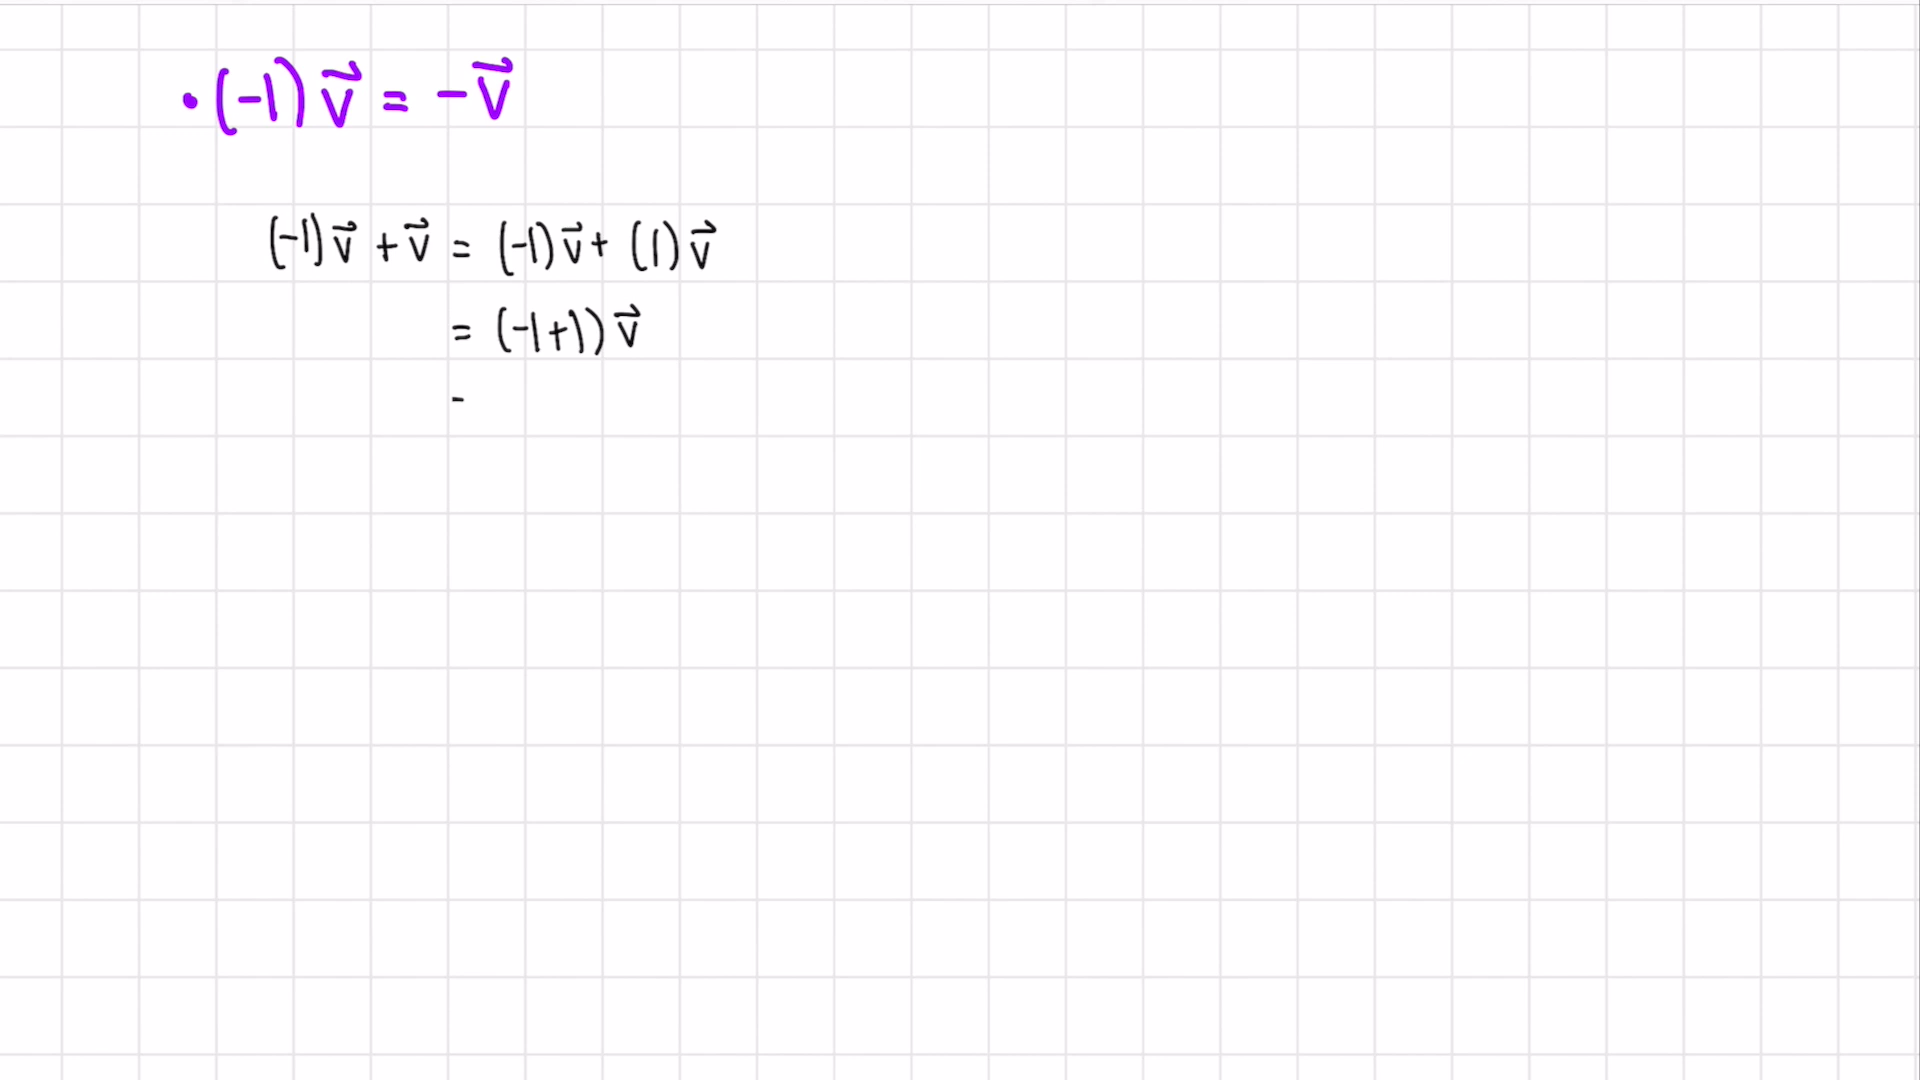 • (-1) v⃗ = -v⃗
(-1)v⃗ + v⃗ = (-1)v⃗ + (1)v⃗
= (-1+1) v⃗
-